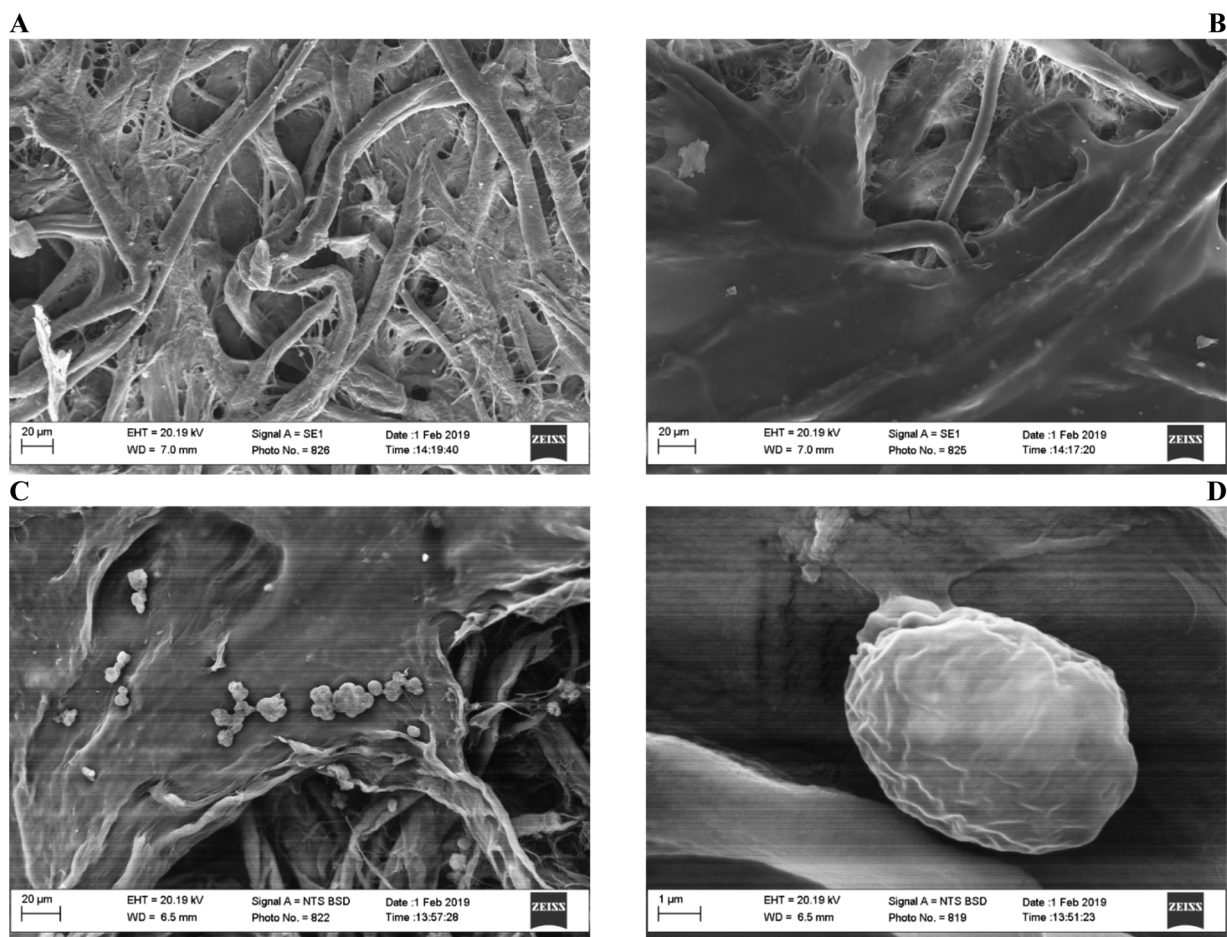 A
B
20 µm EHT = 20.19 kV Signal A = SE1 Date :1 Feb 2019 ZEISS
WD = 7.0 mm Photo No. = 826 Time :14:19:40
20 µm EHT = 20.19 kV Signal A = SE1 Date :1 Feb 2019 ZEISS
WD = 7.0 mm Photo No. = 825 Time :14:17:20
C
D
20 µm EHT = 20.19 kV Signal A = NTS BSD Date :1 Feb 2019 ZEISS
WD = 6.5 mm Photo No. = 822 Time :13:57:28
1 µm EHT = 20.19 kV Signal A = NTS BSD Date :1 Feb 2019 ZEISS
WD = 6.5 mm Photo No. = 819 Time :13:51:23